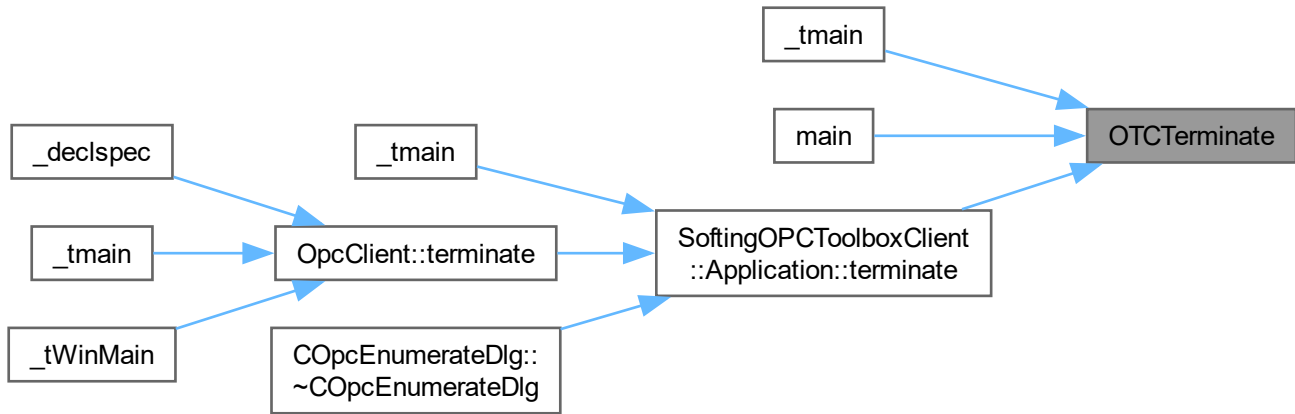 _tmain
main
OTCTerminate
_declspec
_tmain
_tmain
OpcClient::terminate
SoftingOPCToolboxClient
::Application::terminate
_tWinMain
COpcEnumerateDlg::
~COpcEnumerateDlg